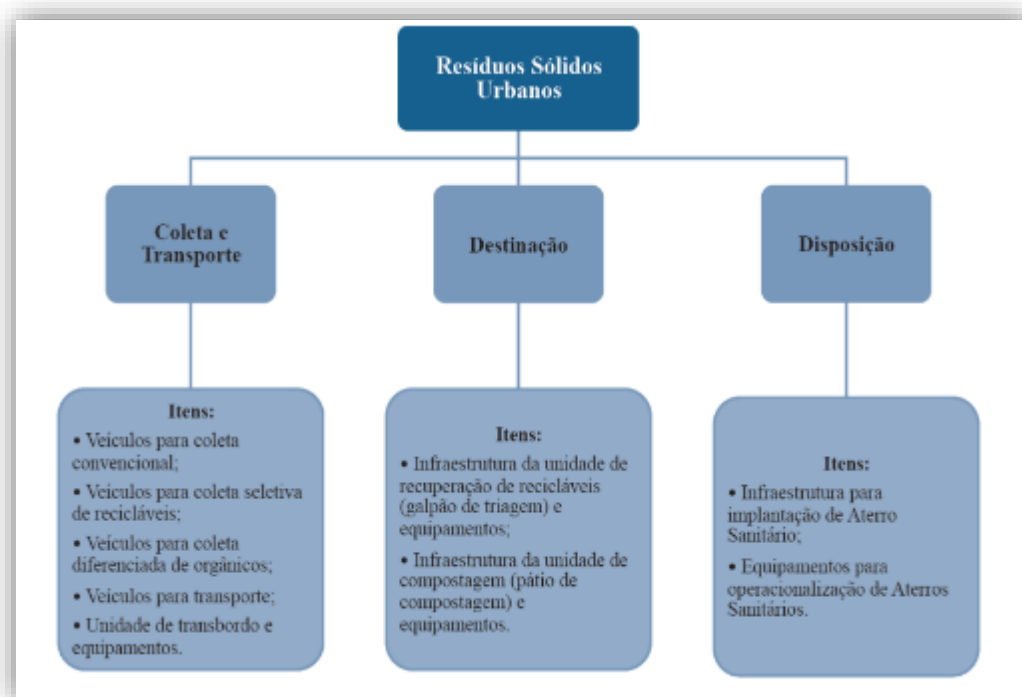 Resíduos Sólidos
Urbanos
Coleta e
Transporte
Destinação
Disposição
Itens:
• Veículos para coleta
convencional;
• Veículos para coleta seletiva
de recicláveis;
• Veículos para coleta
diferenciada de orgânicos;
• Veículos para transporte;
• Unidade de transbordo e
equipamentos.
Itens:
• Infraestrutura da unidade de
recuperação de recicláveis
(galpão de triagem) e
equipamentos;
• Infraestrutura da unidade de
compostagem (pátio de
compostagem) e
equipamentos.
Itens:
• Infraestrutura para
implantação de Aterro
Sanitário;
• Equipamentos para
operacionalização de Aterros
Sanitários.